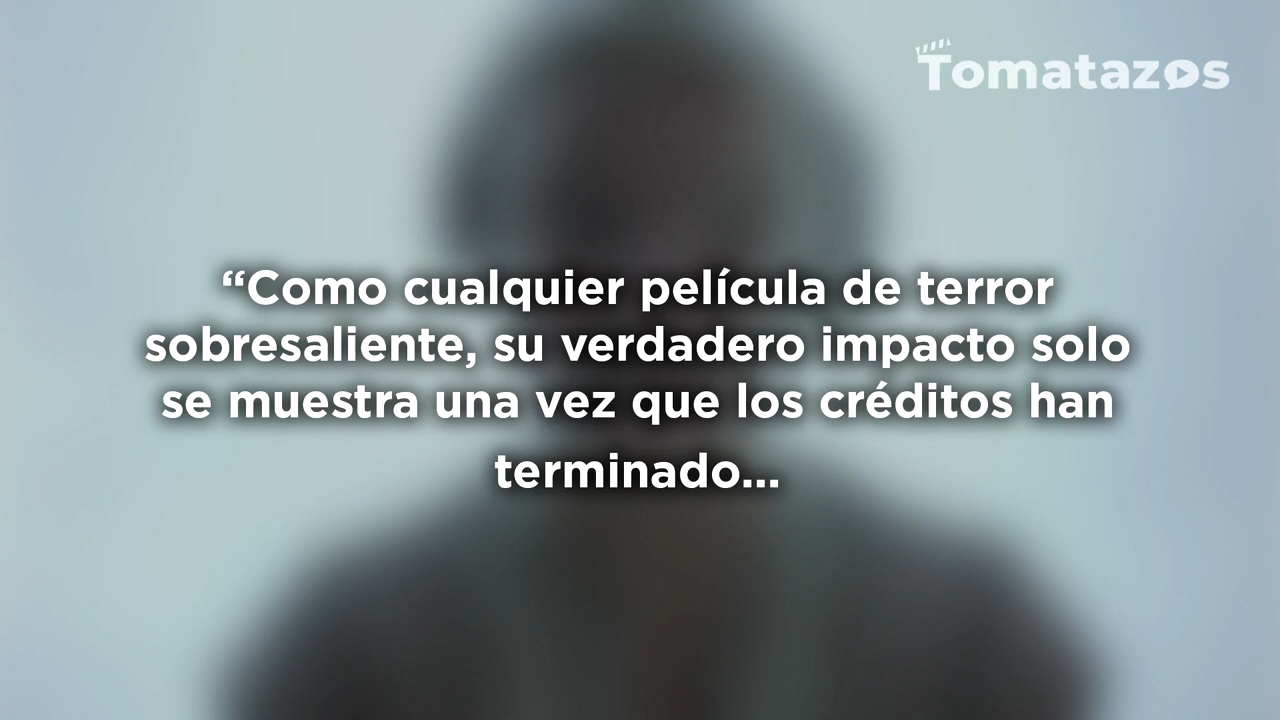 Tomatazos
“Como cualquier película de terror
sobresaliente, su verdadero impacto solo
se muestra una vez que los créditos han
terminado...